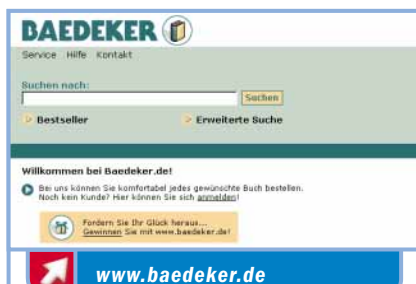 BAEDEKER
Service Hilfe Kontakt
Suchen nach:
Suchen
Bestseller
Erweiterte Suche
Willkommen bei Baedeker.de!
Bei uns können Sie komfortabel jedes gewünschte Buch bestellen.
Noch kein Kunde? Hier können Sie sich anmelden!
Fordern Sie Ihr Glück heraus...
Gewinnen Sie mit www.baedeker.de!
www.baedeker.de